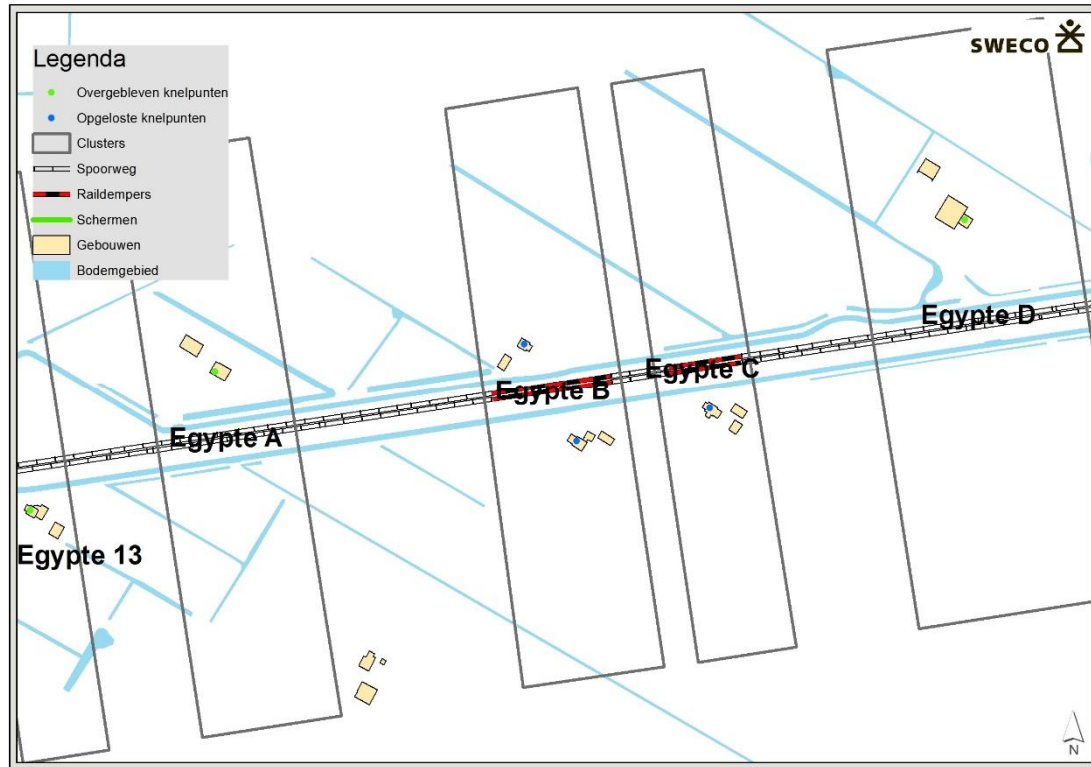 SWECO
Legenda
Overgebleven knelpunten
Opgeloste knelpunten
Clusters
Spoorweg
Raildempers
Schermen
Gebouwen
Bodemgebied
Egypte D
Egypte C
Egypte B
Egypte A
Egypte 13
N